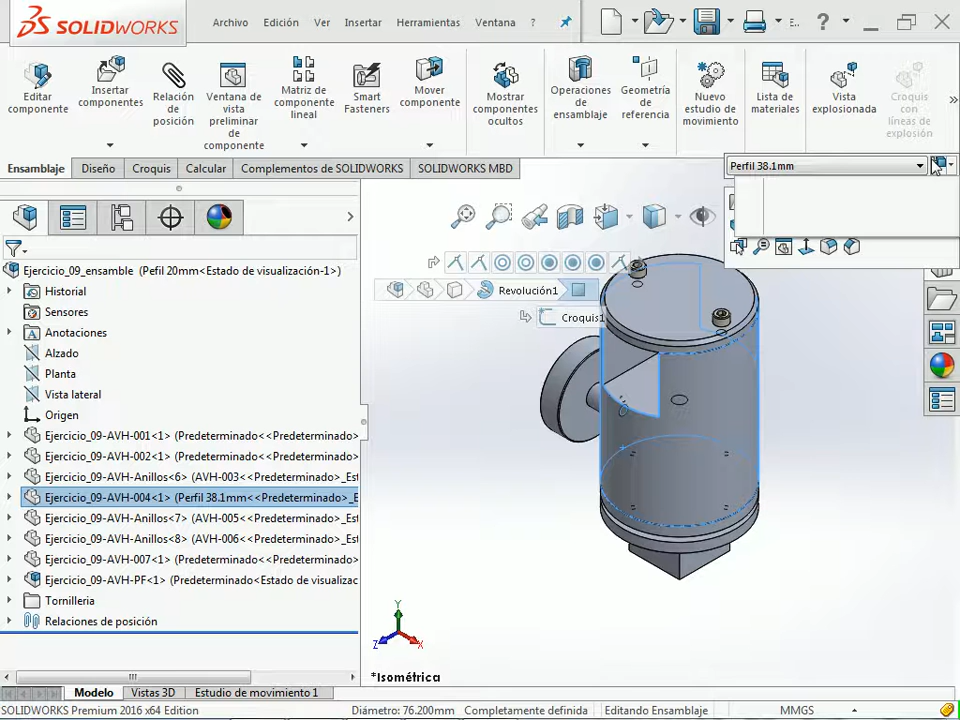 SOLIDWORKS
Archivo Edición Ver Insertar Herramientas Ventana ?
E.. ?
Editar componente
Insertar componentes
Relación de posición
Ventana de vista preliminar de componente
Matriz de componente lineal
Smart Fasteners
Mover componente
Mostrar componentes ocultos
Operaciones de ensamblaje
Geometría de referencia
Nuevo estudio de movimiento
Lista de materiales
Vista explosionada
Croquis con líneas de explosión
»
Ensamblaje Diseño Croquis Calcular Complementos de SOLIDWORKS SOLIDWORKS MBD
Perfil 38.1mm
Revolución1
Croquis1
Ejercicio_09_ensamble (Pefil 20mm<Estado de visualización-1>)
Historial
Sensores
Anotaciones
Alzado
Planta
Vista lateral
Origen
Ejercicio_09-AVH-001<1> (Predeterminado<<Predeterminado>
Ejercicio_09-AVH-002<1> (Predeterminado<<Predeterminado>
Ejercicio_09-AVH-Anillos<6> (AVH-003<<Predeterminado>_Est
Ejercicio_09-AVH-004<1> (Perfil 38.1mm<<Predeterminado>_E
Ejercicio_09-AVH-Anillos<7> (AVH-005<<Predeterminado>_Est
Ejercicio_09-AVH-Anillos<8> (AVH-006<<Predeterminado>_Est
Ejercicio_09-AVH-007<1> (Predeterminado<<Predeterminado>
Ejercicio_09-AVH-PF<1> (Predeterminado<Estado de visualizac
Tornilleria
Relaciones de posición
Y
Z X
*Isométrica
Modelo Vistas 3D Estudio de movimiento 1
SOLIDWORKS Premium 2016 x64 Edition Diámetro: 76.200mm Completamente definida Editando Ensamblaje MMGS